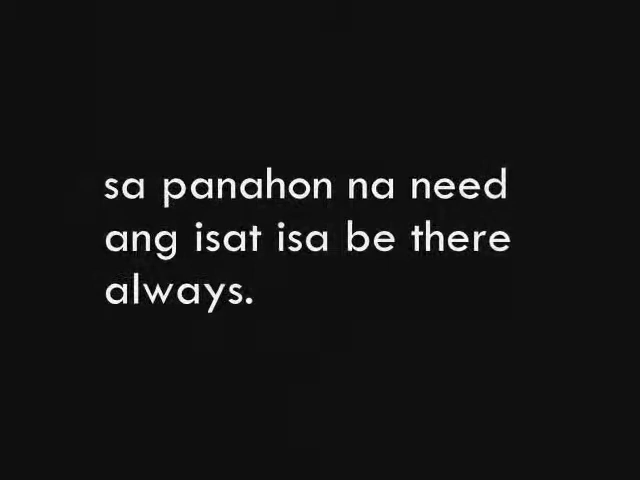 sa panahon na need
ang isat isa be there
always.